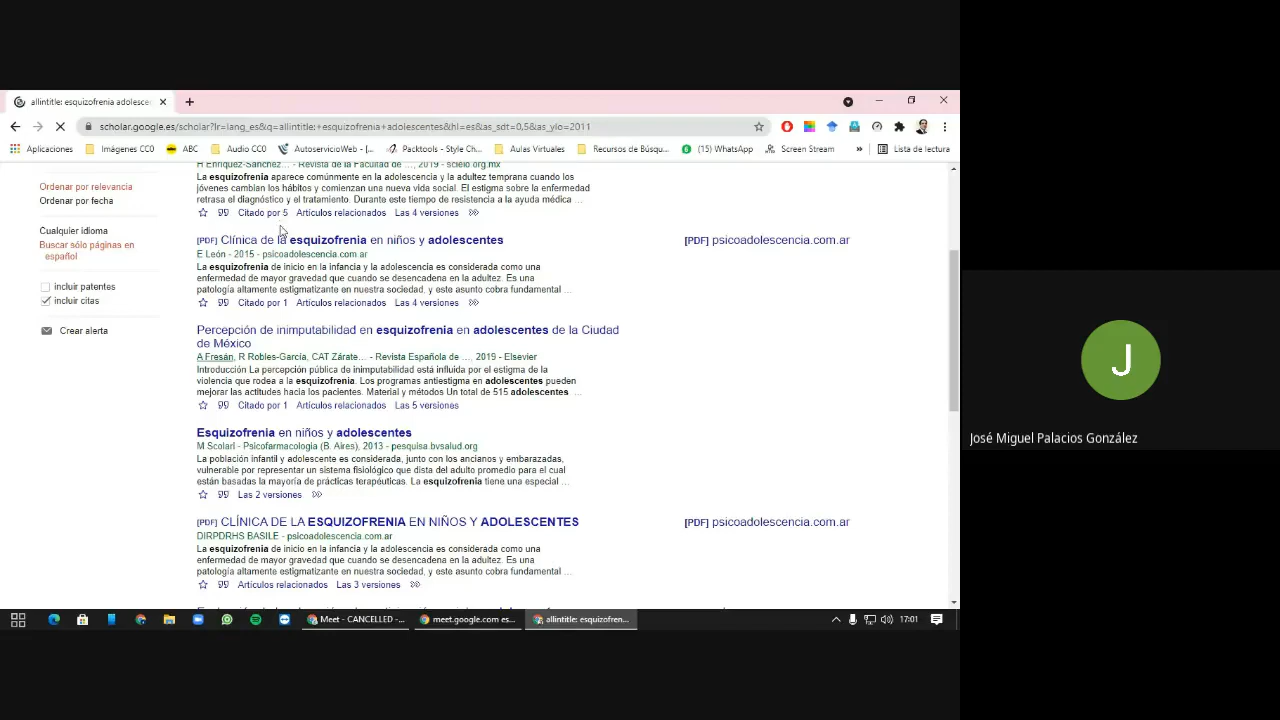 allintitle: esquizofrenia adolesce
scholar.google.es/scholar?lr=lang_es&q=allintitle:+esquizofrenia+adolescentes&hl=es&as_sdt=0,5&as_ylo=2011
Aplicaciones Imágenes CC0 ABC Audio CC0 AutoservicioWeb - [... Packtools - Style Ch... Aulas Virtuales Recursos de Búsqu... (15) WhatsApp Screen Stream » Lista de lectura
H Enríquez-Sánchez... - Revista de la Facultad de ..., 2019 - scielo.org.mx
Ordenar por relevancia
Ordenar por fecha
Cualquier idioma
Buscar sólo páginas en
español
incluir patentes
incluir citas
Crear alerta
La esquizofrenia aparece comúnmente en la adolescencia y la adultez temprana cuando los
jóvenes cambian los hábitos y comienzan una nueva vida social. El estigma sobre la enfermedad
retrasa el diagnóstico y el tratamiento. Durante este tiempo de resistencia a la ayuda médica ...
Citado por 5 Artículos relacionados Las 4 versiones
[PDF] Clínica de la esquizofrenia en niños y adolescentes
[PDF] psicoadolescencia.com.ar
E León - 2015 - psicoadolescencia.com.ar
La esquizofrenia de inicio en la infancia y la adolescencia es considerada como una
enfermedad de mayor gravedad que cuando se desencadena en la adultez. Es una
patología altamente estigmatizante en nuestra sociedad, y este asunto cobra fundamental ...
Citado por 1 Artículos relacionados Las 4 versiones
Percepción de inimputabilidad en esquizofrenia en adolescentes de la Ciudad
de México
A Fresán, R Robles-García, CAT Zárate... - Revista Española de ..., 2019 - Elsevier
Introducción La percepción pública de inimputabilidad está influida por el estigma de la
violencia que rodea a la esquizofrenia. Los programas antiestigma en adolescentes pueden
mejorar las actitudes hacia los pacientes. Material y métodos Un total de 515 adolescentes ...
Citado por 1 Artículos relacionados Las 5 versiones
Esquizofrenia en niños y adolescentes
M Scolari - Psicofarmacologia (B. Aires), 2013 - pesquisa.bvsalud.org
La población infantil y adolescente es considerada, junto con los ancianos y embarazadas,
vulnerable por representar un sistema fisiológico que dista del adulto promedio para el cual
están basadas la mayoría de prácticas terapéuticas. La esquizofrenia tiene una especial ...
Las 2 versiones
[PDF] CLÍNICA DE LA ESQUIZOFRENIA EN NIÑOS Y ADOLESCENTES
[PDF] psicoadolescencia.com.ar
DIRPDRHS BASILE - psicoadolescencia.com.ar
La esquizofrenia de inicio en la infancia y la adolescencia es considerada como una
enfermedad de mayor gravedad que cuando se desencadena en la adultez. Es una
patología altamente estigmatizante en nuestra sociedad, y este asunto cobra fundamental ...
Artículos relacionados Las 3 versiones
Meet - CANCELLED -... meet.google.com es... allintitle: esquizofren... 17:01
J
José Miguel Palacios González